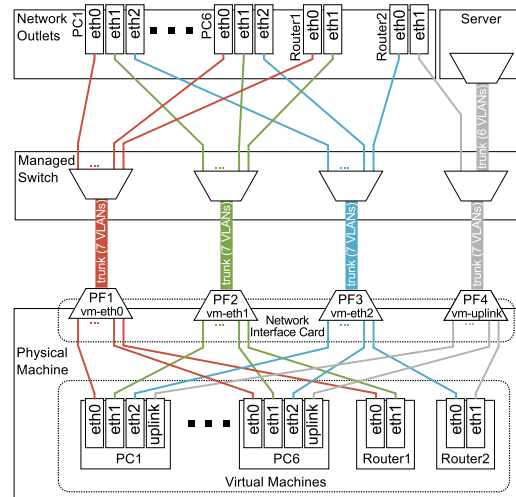 Network
Outlets
PC1
eth0
eth1
eth2
PC6
eth0
eth1
eth2
Router1
eth0
eth1
Router2
eth0
eth1
Server
trunk (6 VLANs)
Managed
Switch
...
...
...
...
trunk (7 VLANs)
trunk (7 VLANs)
trunk (7 VLANs)
trunk (7 VLANs)
PF1
vm-eth0
...
PF2
vm-eth1
...
PF3
vm-eth2
...
PF4
vm-uplink
...
Network
Interface Card
Physical
Machine
eth0
eth1
eth2
uplink
PC1
eth0
eth1
eth2
uplink
PC6
eth0
eth1
Router1
eth0
eth1
Router2
Virtual Machines